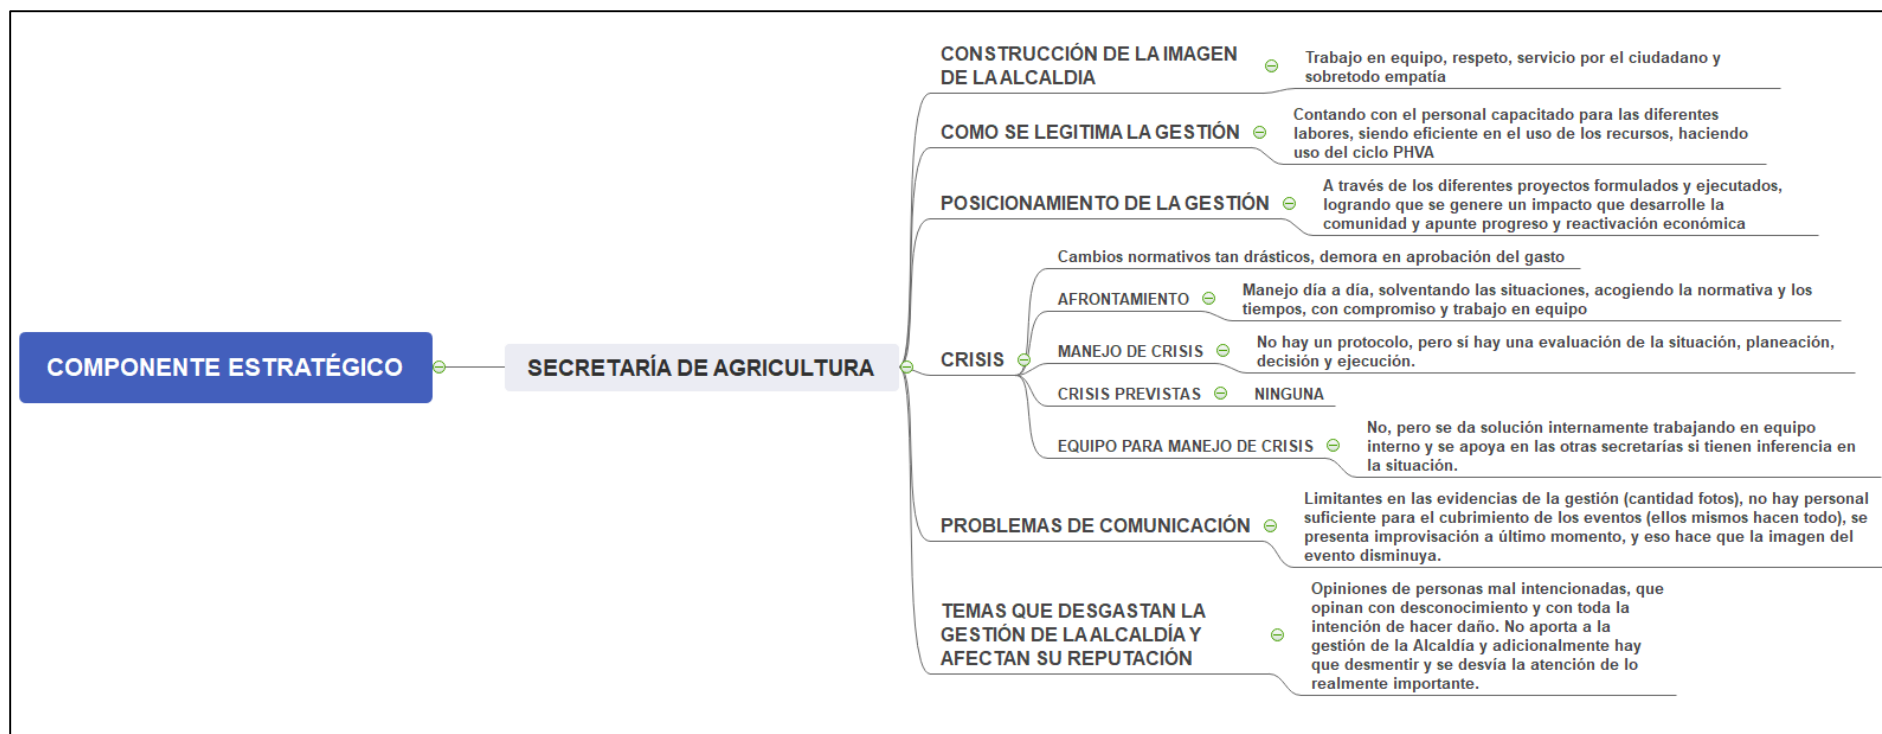 COMPONENTE ESTRATÉGICO
SECRETARÍA DE AGRICULTURA
CONSTRUCCIÓN DE LA IMAGEN
DE LA ALCALDIA
Trabajo en equipo, respeto, servicio por el ciudadano y
sobretodo empatía
COMO SE LEGITIMA LA GESTIÓN
Contando con el personal capacitado para las diferentes
labores, siendo eficiente en el uso de los recursos, haciendo
uso del ciclo PHVA
POSICIONAMIENTO DE LA GESTIÓN
A través de los diferentes proyectos formulados y ejecutados,
logrando que se genere un impacto que desarrolle la
comunidad y apunte progreso y reactivación económica
CRISIS
Cambios normativos tan drásticos, demora en aprobación del gasto
AFRONTAMIENTO
Manejo día a día, solventando las situaciones, acogiendo la normativa y los
tiempos, con compromiso y trabajo en equipo
MANEJO DE CRISIS
No hay un protocolo, pero sí hay una evaluación de la situación, planeación,
decisión y ejecución.
CRISIS PREVISTAS
NINGUNA
EQUIPO PARA MANEJO DE CRISIS
No, pero se da solución internamente trabajando en equipo
interno y se apoya en las otras secretarías si tienen inferencia en
la situación.
PROBLEMAS DE COMUNICACIÓN
Limitantes en las evidencias de la gestión (cantidad fotos), no hay personal
suficiente para el cubrimiento de los eventos (ellos mismos hacen todo), se
presenta improvisación a último momento, y eso hace que la imagen del
evento disminuya.
TEMAS QUE DESGASTAN LA
GESTIÓN DE LA ALCALDÍA Y
AFECTAN SU REPUTACIÓN
Opiniones de personas mal intencionadas, que
opinan con desconocimiento y con toda la
intención de hacer daño. No aporta a la
gestión de la Alcaldía y adicionalmente hay
que desmentir y se desvía la atención de lo
realmente importante.